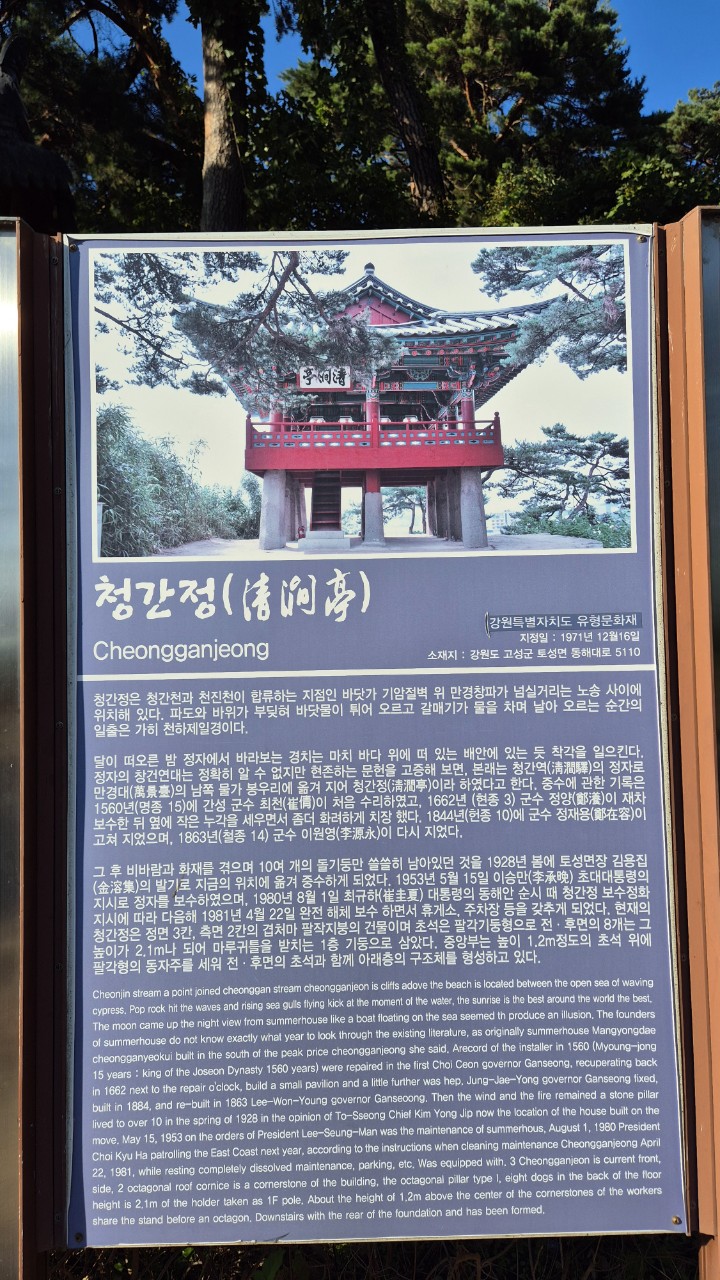 清澗亭
청간정(淸澗亭)
강원특별자치도 유형문화재
지정일 : 1971년 12월16일
Cheongganjeong
소재지 : 강원도 고성군 토성면 동해대로 5110
청간정은 청간천과 천진천이 합류하는 지점인 바닷가 기암절벽 위 만경창파가 넘실거리는 노송 사이에
위치해 있다. 파도와 바위가 부딪혀 바닷물이 튀어 오르고 갈매기가 물을 차며 날아 오르는 순간의
일출은 가히 천하제일경이다.
달이 떠오른 밤 정자에서 바라보는 경치는 마치 바다 위에 떠 있는 배안에 있는 듯 착각을 일으킨다.
정자의 창건연대는 정확히 알 수 없지만 현존하는 문헌을 고증해 보면, 본래는 청간역(淸澗驛)의 정자로
만경대(萬景臺)의 남쪽 물가 봉우리에 옮겨 지어 청간정(淸澗亭)이라 하였다고 한다. 중수에 관한 기록은
1560년(명종 15)에 간성 군수 최천(崔倩)이 처음 수리하였고, 1662년 (현종 3) 군수 정양(鄭瀁)이 재차
보수한 뒤 옆에 작은 누각을 세우면서 좀더 화려하게 치장 했다. 1844년(헌종 10)에 군수 정재용(鄭在容)이
고쳐 지었으며, 1863년(철종 14) 군수 이원영(李源永)이 다시 지었다.
그 후 비바람과 화재를 겪으며 10여 개의 돌기둥만 쓸쓸히 남아있던 것을 1928년 봄에 토성면장 김용집
(金溶集)의 발기로 지금의 위치에 옮겨 중수하게 되었다. 1953년 5월 15일 이승만(李承晩) 초대대통령의
지시로 정자를 보수하였으며, 1980년 8월 1일 최규하(崔圭夏) 대통령의 동해안 순시 때 청간정 보수정화
지시에 따라 다음해 1981년 4월 22일 완전 해체 보수 하면서 휴게소, 주차장 등을 갖추게 되었다. 현재의
청간정은 정면 3칸, 측면 2칸의 겹처마 팔작지붕의 건물이며 초석은 팔각기둥형으로 전 · 후면의 8개는 그
높이가 2.1m나 되어 마루귀틀을 받치는 1층 기둥으로 삼았다. 중앙부는 높이 1.2m정도의 초석 위에
팔각형의 동자주를 세워 전 · 후면의 초석과 함께 아래층의 구조체를 형성하고 있다.
Cheonjin stream a point joined cheonggan stream cheongganjeon is cliffs adove the beach is located between the open sea of waving
cypress. Pop rock hit the waves and rising sea gulls flying kick at the moment of the water, the sunrise is the best around the world the best.
The moon came up the night view from summerhouse like a boat floating on the sea seemed th produce an illusion. The founders
of summerhouse do not know exactly what year to look through the existing literature, as originally summerhouse Mangyongdae
cheongganyeokui built in the south of the peak price cheongganjeong she said. Arecord of the installer in 1560 (Myoung-jong
15 years : king of the Joseon Dynasty 1560 years) were repaired in the first Choi Ceon governor Ganseong, recuperating back
in 1662 next to the repair o'clock, build a small pavilion and a little further was hep. Jung-Jae-Yong governor Ganseong fixed,
built in 1884, and re-built in 1863 Lee-Won-Young governor Ganseooong. Then the wind and the fire remained a stone pillar
lived to over 10 in the spring of 1928 in the opinion of To-Sseong Chief Kim Yong Jip now the location of the house built on the
move. May 15, 1953 on the orders of President Lee-Seung-Man was the maintenance of summerhous, August 1, 1980 President
Choi Kyu Ha patrolling the East Coast next year, according to the instructions when cleaning maintenance Cheongganjeong April
22, 1981, while resting completely dissolved maintenance, parking, etc. Was equipped with. 3 Cheongganjeon is current front,
side, 2 octagonal roof cornice is a cornerstone of the building, the octagonal pillar type I, eight dogs in the back of the floor
height is 2.1m of the holder taken as 1F pole. About the height of 1.2m above the center of the cornerstones of the workers
share the stand before an octagon. Downstairs with the rear of the foundation and has been formed.